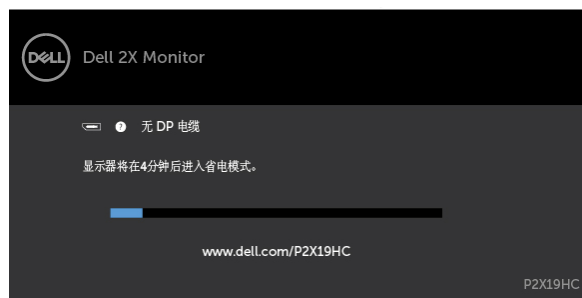 DELL
Dell 2X Monitor
? 无 DP 电缆
显示器将在4分钟后进入省电模式。
www.dell.com/P2X19HC
P2X19HC